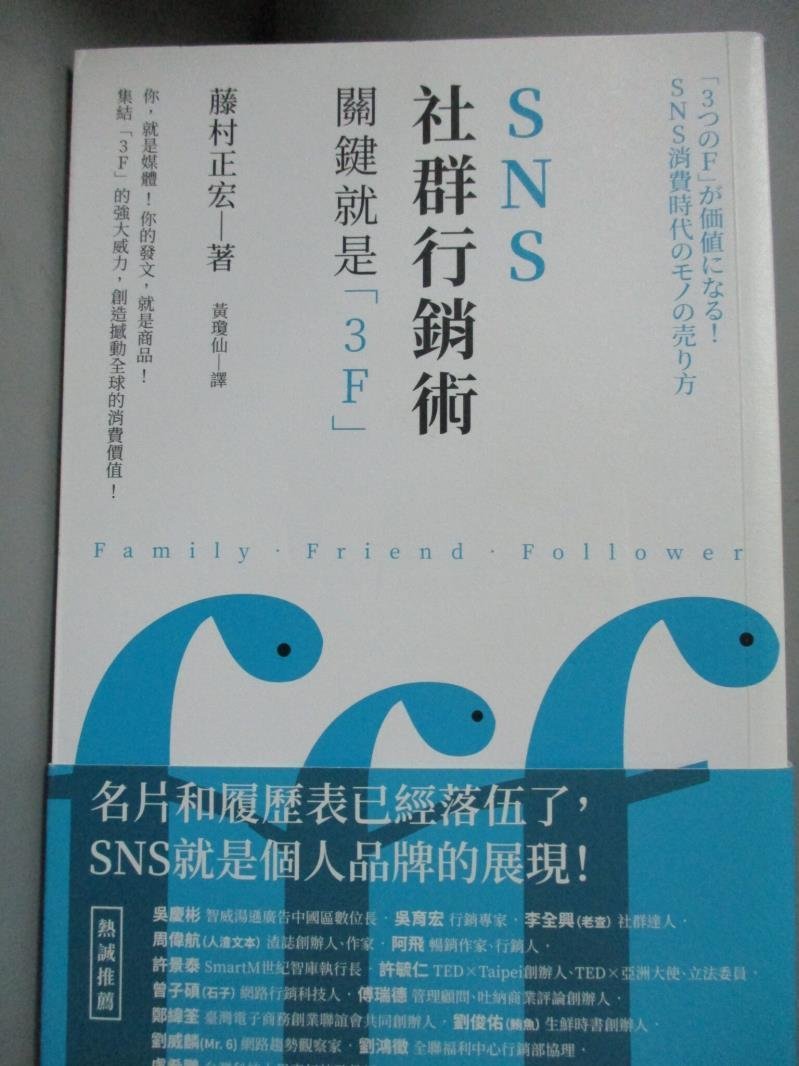 「3つのF」が価値になる！
SNS消費時代のモノの売り方
SNS
社群行銷術
關鍵就是「3F」
藤村正宏—著
黃瓊仙—譯
你，就是媒體！你的發文，就是商品！
集結「3F」的強大威力，創造撼動全球的消費價值！
Family · Friend · Follower
名片和履歷表已經落伍了，
SNS就是個人品牌的展現！
熱誠推薦
吳慶彬 智威湯遜廣告中國區數位長．吳育宏 行銷專家．李全興(老查) 社群達人．
周偉航(人渣文本) 渣誌創辦人、作家．阿飛 暢銷作家、行銷人．
許景泰 SmartM世紀智庫執行長．許毓仁 TED×Taipei創辦人、TED×亞洲大使、立法委員．
曾子碩(石子) 網路行銷科技人．傅瑞德 管理顧問、吐納商業評論創辦人．
鄭緯筌 臺灣電子商務創業聯誼會共同創辦人．劉俊佑(鮪魚) 生鮮時書創辦人．
劉威麟(Mr. 6) 網路趨勢觀察家．劉鴻徵 全聯福利中心行銷部協理．